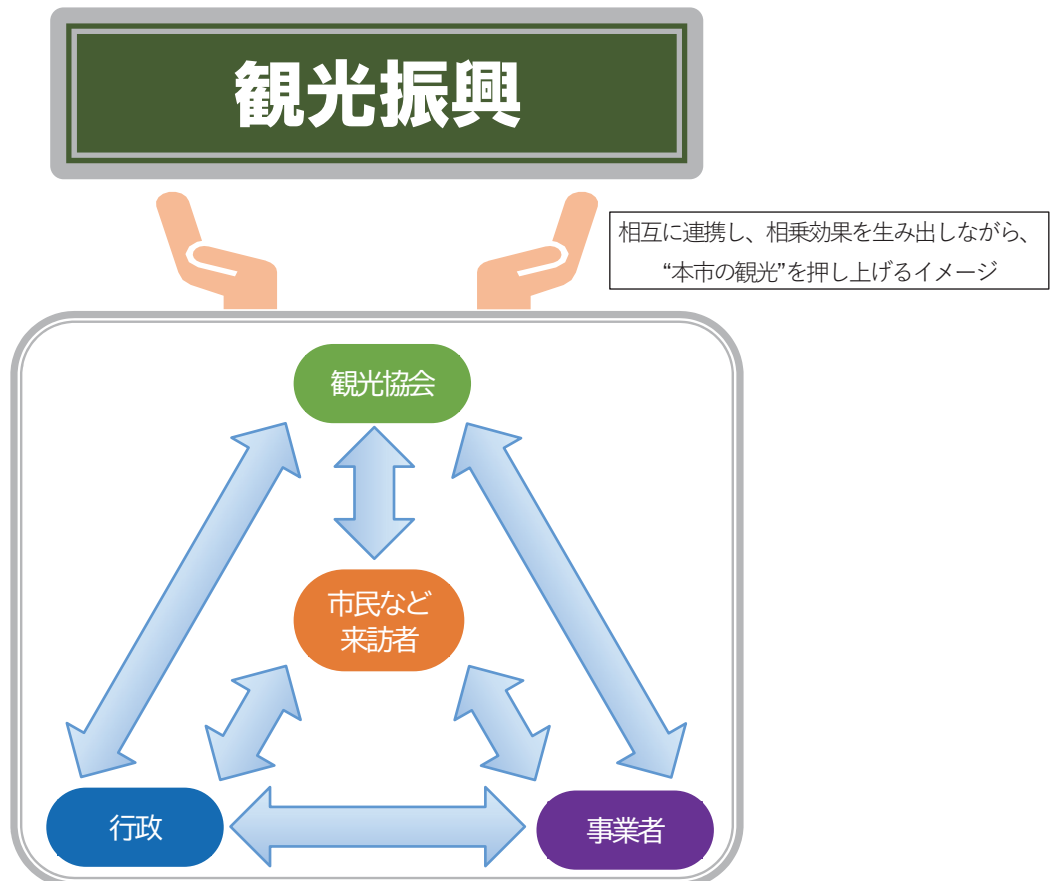 観光振興
相互に連携し、相乗効果を生み出しながら、
“本市の観光”を押し上げるイメージ
観光協会
市民など
来訪者
行政
事業者